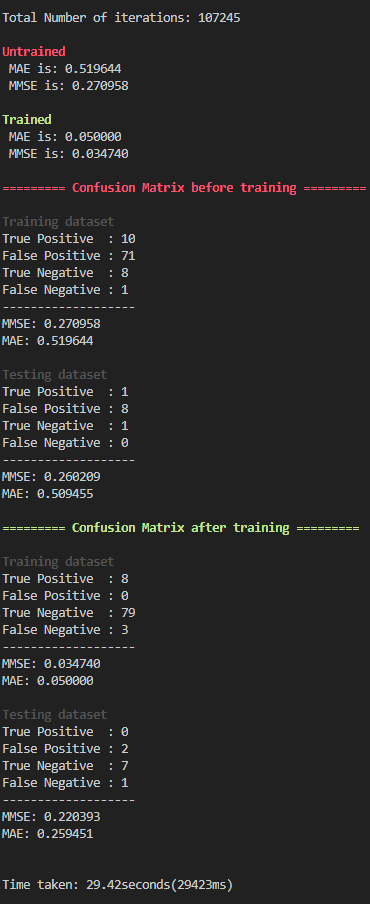 Total Number of iterations: 107245
Untrained
MAE is: 0.519644
MMSE is: 0.270958
Trained
MAE is: 0.050000
MMSE is: 0.034740
========= Confusion Matrix before training =========
Training dataset
True Positive  : 10
False Positive : 71
True Negative  : 8
False Negative : 1
-------------------
MMSE: 0.270958
MAE: 0.519644
Testing dataset
True Positive  : 1
False Positive : 8
True Negative  : 1
False Negative : 0
-------------------
MMSE: 0.260209
MAE: 0.509455
========= Confusion Matrix after training =========
Training dataset
True Positive  : 8
False Positive : 0
True Negative  : 79
False Negative : 3
-------------------
MMSE: 0.034740
MAE: 0.050000
Testing dataset
True Positive  : 0
False Positive : 2
True Negative  : 7
False Negative : 1
-------------------
MMSE: 0.220393
MAE: 0.259451
Time taken: 29.42seconds(29423ms)